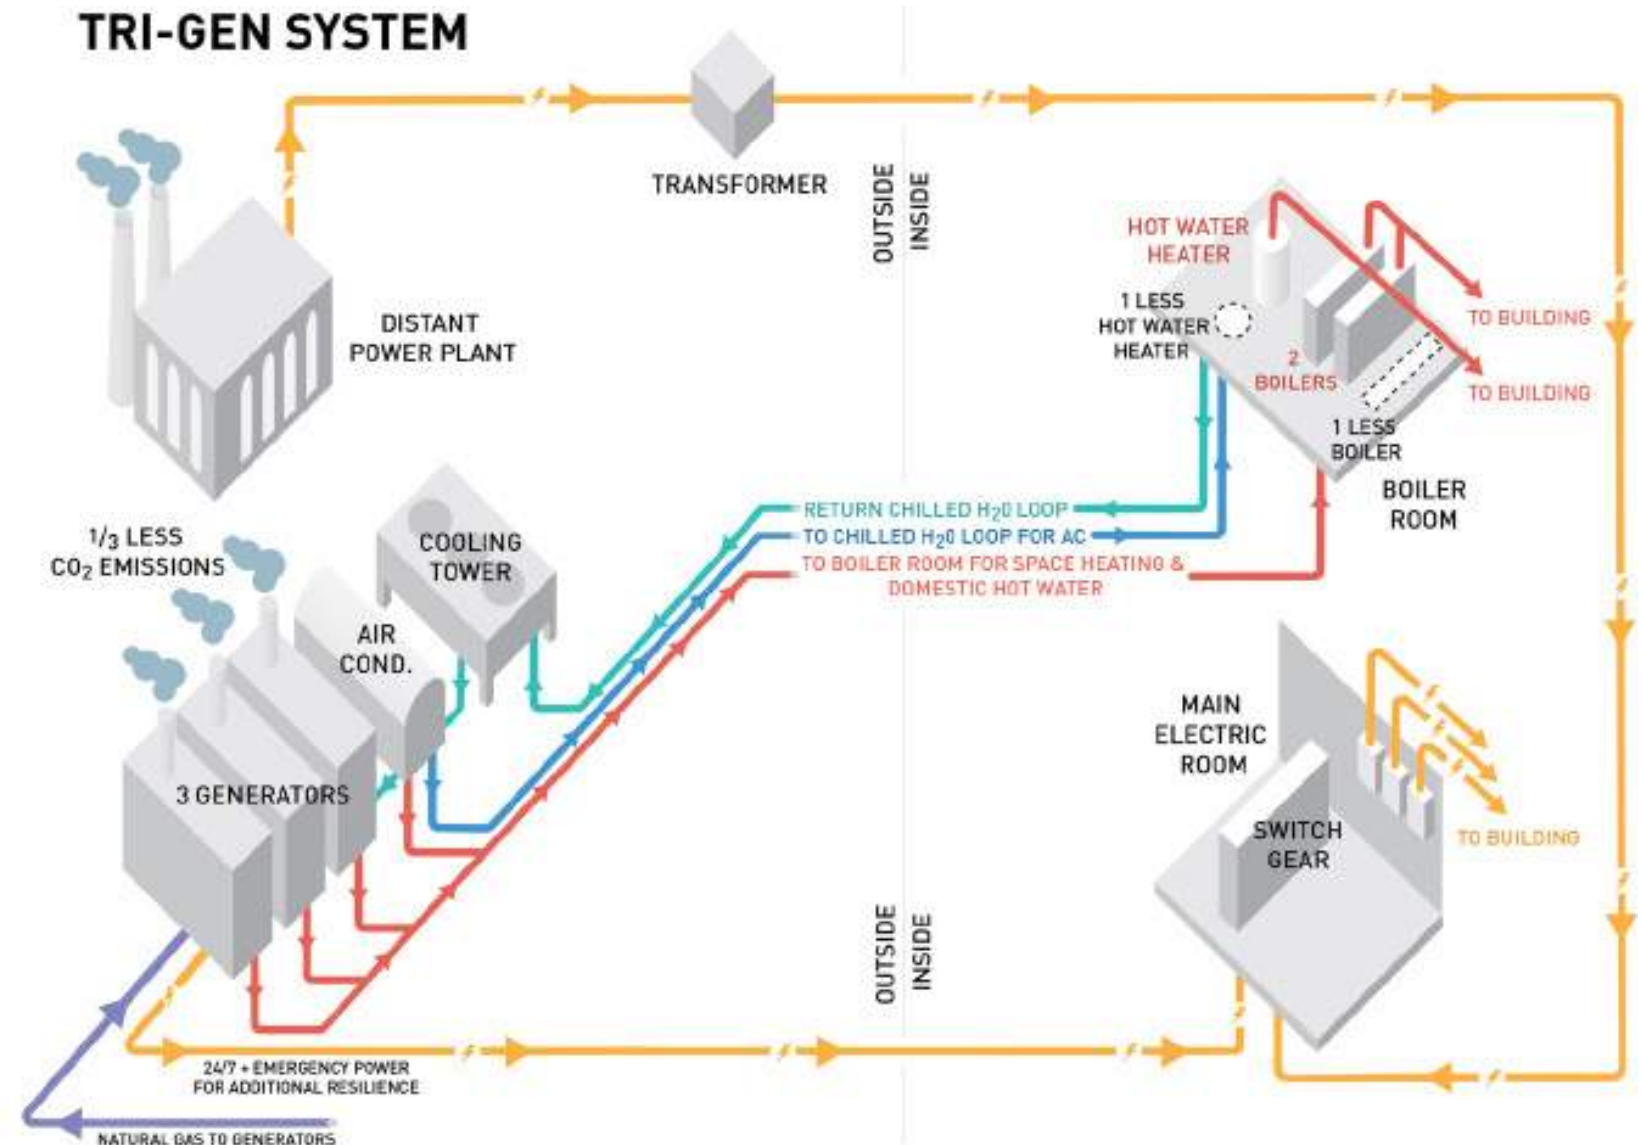 TRI-GEN SYSTEM
TRANSFORMER
OUTSIDE
INSIDE
DISTANT
POWER PLANT
HOT WATER
HEATER
1 LESS
HOT WATER
HEATER
2
BOILERS
1 LESS
BOILER
TO BUILDING
TO BUILDING
BOILER
ROOM
1/3 LESS
CO₂ EMISSIONS
COOLING
TOWER
AIR
COND.
3 GENERATORS
RETURN CHILLED H₂0 LOOP
TO CHILLED H₂0 LOOP FOR AC
TO BOILER ROOM FOR SPACE HEATING &
DOMESTIC HOT WATER
MAIN
ELECTRIC
ROOM
SWITCH
GEAR
TO BUILDING
OUTSIDE
INSIDE
24/7 + EMERGENCY POWER
FOR ADDITIONAL RESILIENCE
NATURAL GAS TO GENERATORS